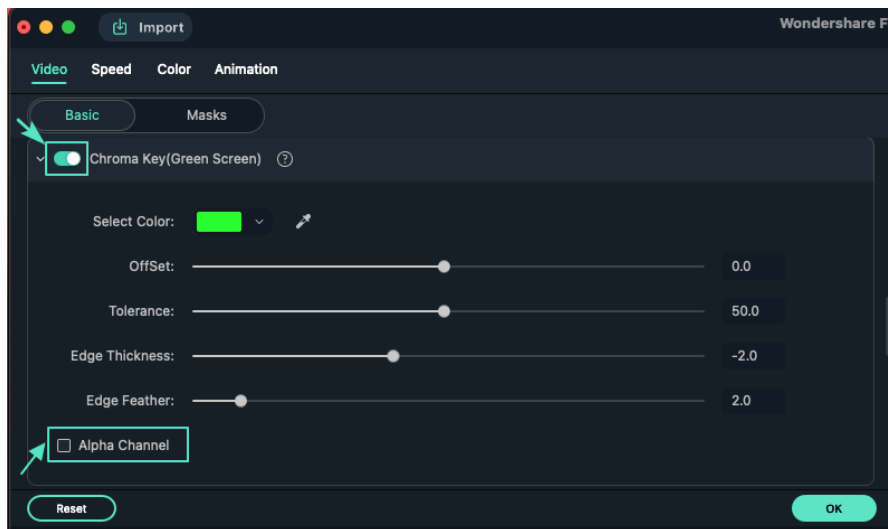 Import
Wondershare F
Video Speed Color Animation
Basic Masks
Chroma Key(Green Screen) ?
Select Color:
OffSet: 0.0
Tolerance: 50.0
Edge Thickness: -2.0
Edge Feather: 2.0
Alpha Channel
Reset OK